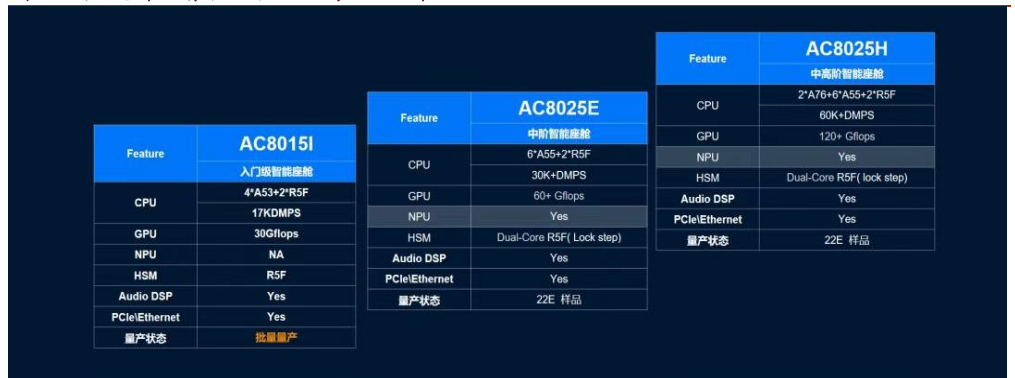 Feature AC8015I
入门级智能座舱
CPU 4*A53+2*R5F
17KDMPS
GPU 30Gflops
NPU NA
HSM R5F
Audio DSP Yes
PCIe\Ethernet Yes
量产状态 批量量产
Feature AC8025E
中阶智能座舱
CPU 6*A55+2*R5F
30K+DMPS
GPU 60+ Gflops
NPU Yes
HSM Dual-Core R5F( Lock step)
Audio DSP Yes
PCIe\Ethernet Yes
量产状态 22E 样品
Feature AC8025H
中高阶智能座舱
CPU 2*A76+6*A55+2*R5F
60K+DMPS
GPU 120+ Gflops
NPU Yes
HSM Dual-Core R5F( lock step)
Audio DSP Yes
PCIe\Ethernet Yes
量产状态 22E 样品